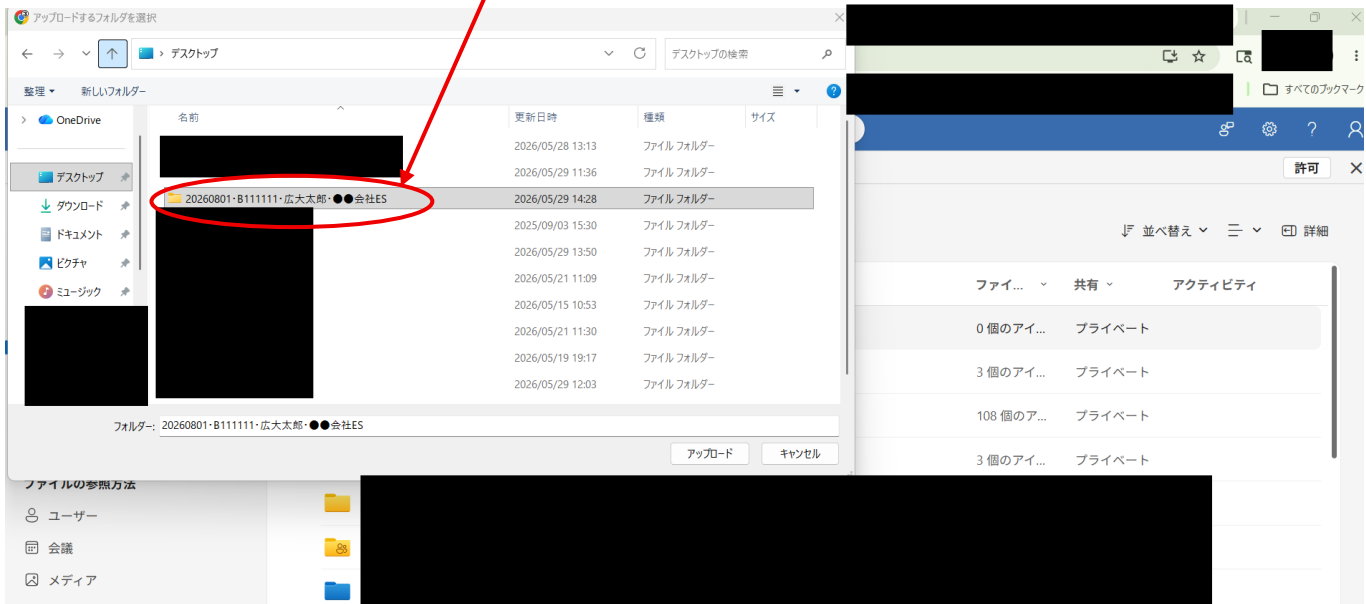 アップロードするフォルダを選択
デスクトップ
デスクトップの検索
整理 新しいフォルダー
すべてのブックマーク
OneDrive
名前 更新日時 種類 サイズ
2026/05/28 13:13 ファイル フォルダー
2026/05/29 11:36 ファイル フォルダー
デスクトップ
20260801・B111111・広大太郎・●●会社ES 2026/05/29 14:28 ファイル フォルダー
ダウンロード
2025/09/03 15:30 ファイル フォルダー
ドキュメント
2026/05/29 13:50 ファイル フォルダー
ピクチャ
2026/05/21 11:09 ファイル フォルダー
ミュージック
2026/05/15 10:53 ファイル フォルダー
2026/05/21 11:30 ファイル フォルダー
2026/05/19 19:17 ファイル フォルダー
2026/05/29 12:03 ファイル フォルダー
フォルダー: 20260801・B111111・広大太郎・●●会社ES
アップロード キャンセル
許可
並べ替え 詳細
ファイ... 共有 アクティビティ
0 個のアイ... プライベート
3 個のアイ... プライベート
108 個のア... プライベート
3 個のアイ... プライベート
ファイルの参照方法
ユーザー
会議
メディア